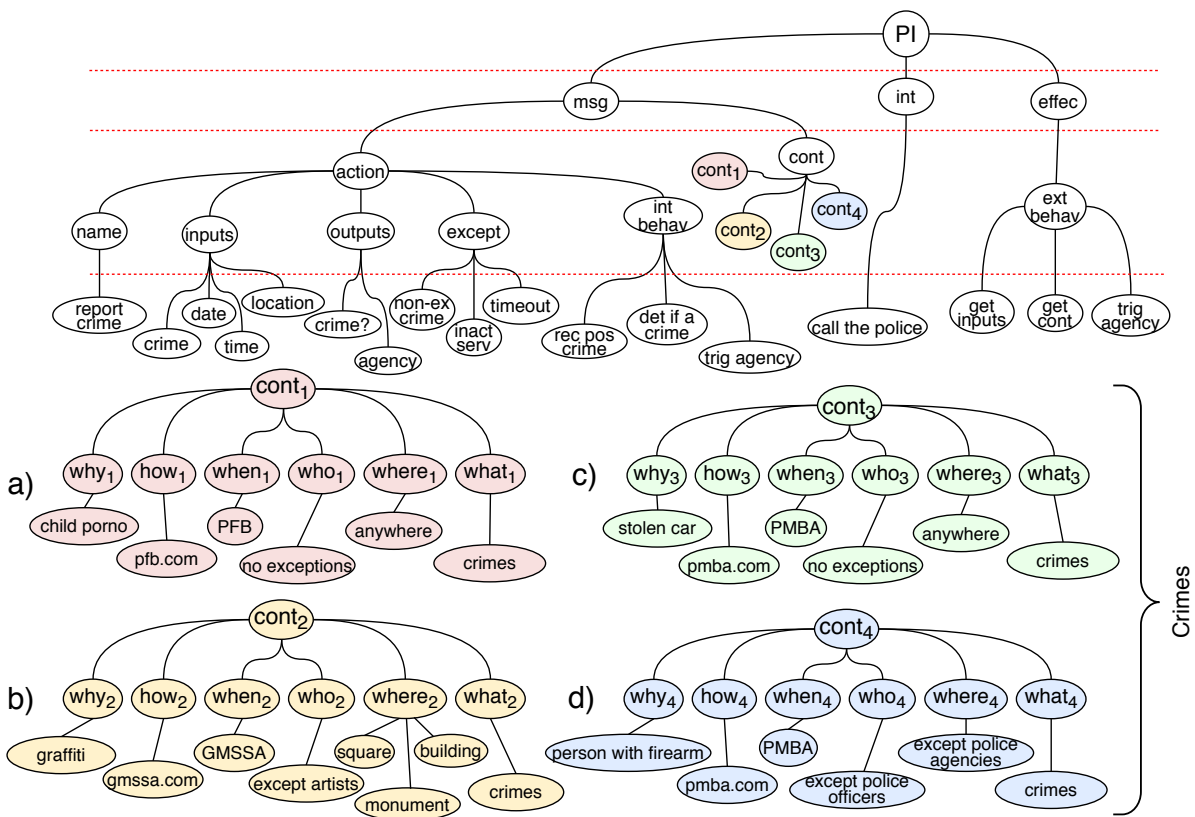 PI
msg
int
effec
action
cont
cont1
cont2
cont3
cont4
name
inputs
outputs
except
int
behav
ext
behav
report
crime
crime
date
time
location
crime?
agency
non-ex
crime
inact
serv
timeout
rec pos
crime
det if a
crime
trig agency
call the police
get
inputs
get
cont
trig
agency
a)
cont1
why1
how1
when1
who1
where1
what1
child porno
pfb.com
PFB
no exceptions
anywhere
crimes
c)
cont3
why3
how3
when3
who3
where3
what3
stolen car
pmba.com
PMBA
no exceptions
anywhere
crimes
b)
cont2
why2
how2
when2
who2
where2
what2
graffiti
gmssa.com
GMSSA
except artists
square
monument
building
crimes
d)
cont4
why4
how4
when4
who4
where4
what4
person with firearm
pmba.com
PMBA
except police
officers
except police
agencies
crimes
Crimes